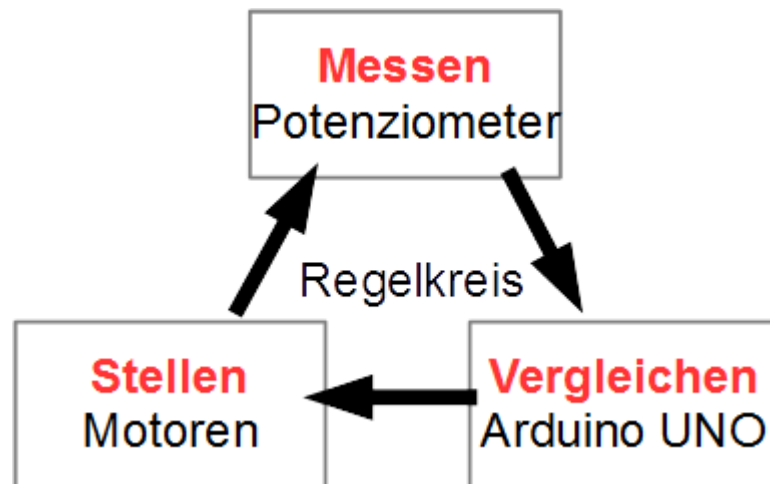 Messen
Potenziometer
Regelkreis
Stellen
Motoren
Vergleichen
Arduino UNO